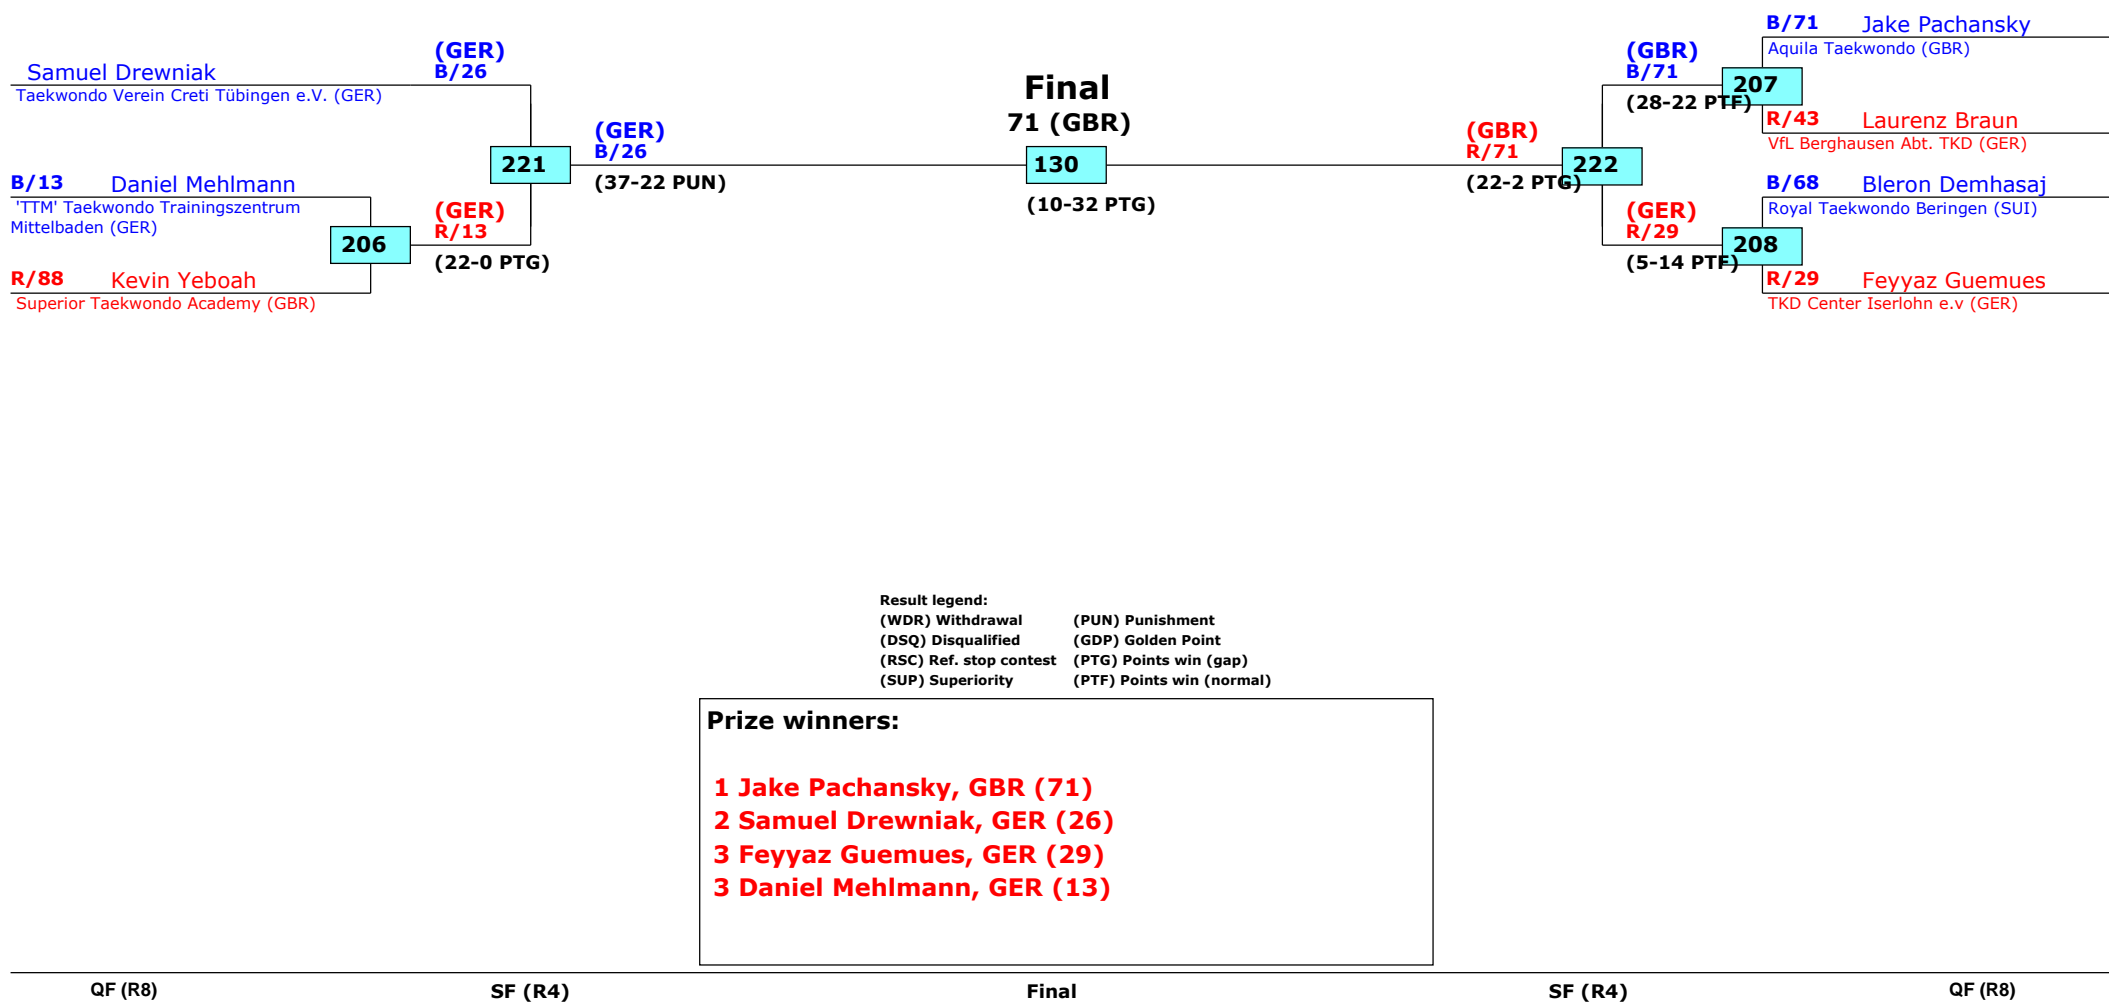 Samuel Drewniak
Taekwondo Verein Creti Tübingen e.V. (GER)
(GER)
B/26
B/13 Daniel Mehlmann
'TTM' Taekwondo Trainingszentrum
Mittelbaden (GER)
206
R/88 Kevin Yeboah
Superior Taekwondo Academy (GBR)
(GER)
R/13
(22-0 PTG)
221
(GER)
B/26
(37-22 PUN)
Final
71 (GBR)
130
(10-32 PTG)
(GBR)
R/71
(22-2 PTG)
222
(GBR)
B/71
(28-22 PTF)
207
B/71 Jake Pachansky
Aquila Taekwondo (GBR)
R/43 Laurenz Braun
VfL Berghausen Abt. TKD (GER)
(GER)
R/29
(5-14 PTF)
208
B/68 Bleron Demhasaj
Royal Taekwondo Beringen (SUI)
R/29 Feyyaz Guemues
TKD Center Iserlohn e.v (GER)
Result legend:
(WDR) Withdrawal (PUN) Punishment
(DSQ) Disqualified (GDP) Golden Point
(RSC) Ref. stop contest (PTG) Points win (gap)
(SUP) Superiority (PTF) Points win (normal)
Prize winners:
1 Jake Pachansky, GBR (71)
2 Samuel Drewniak, GER (26)
3 Feyyaz Guemues, GER (29)
3 Daniel Mehlmann, GER (13)
QF (R8) SF (R4) Final SF (R4) QF (R8)